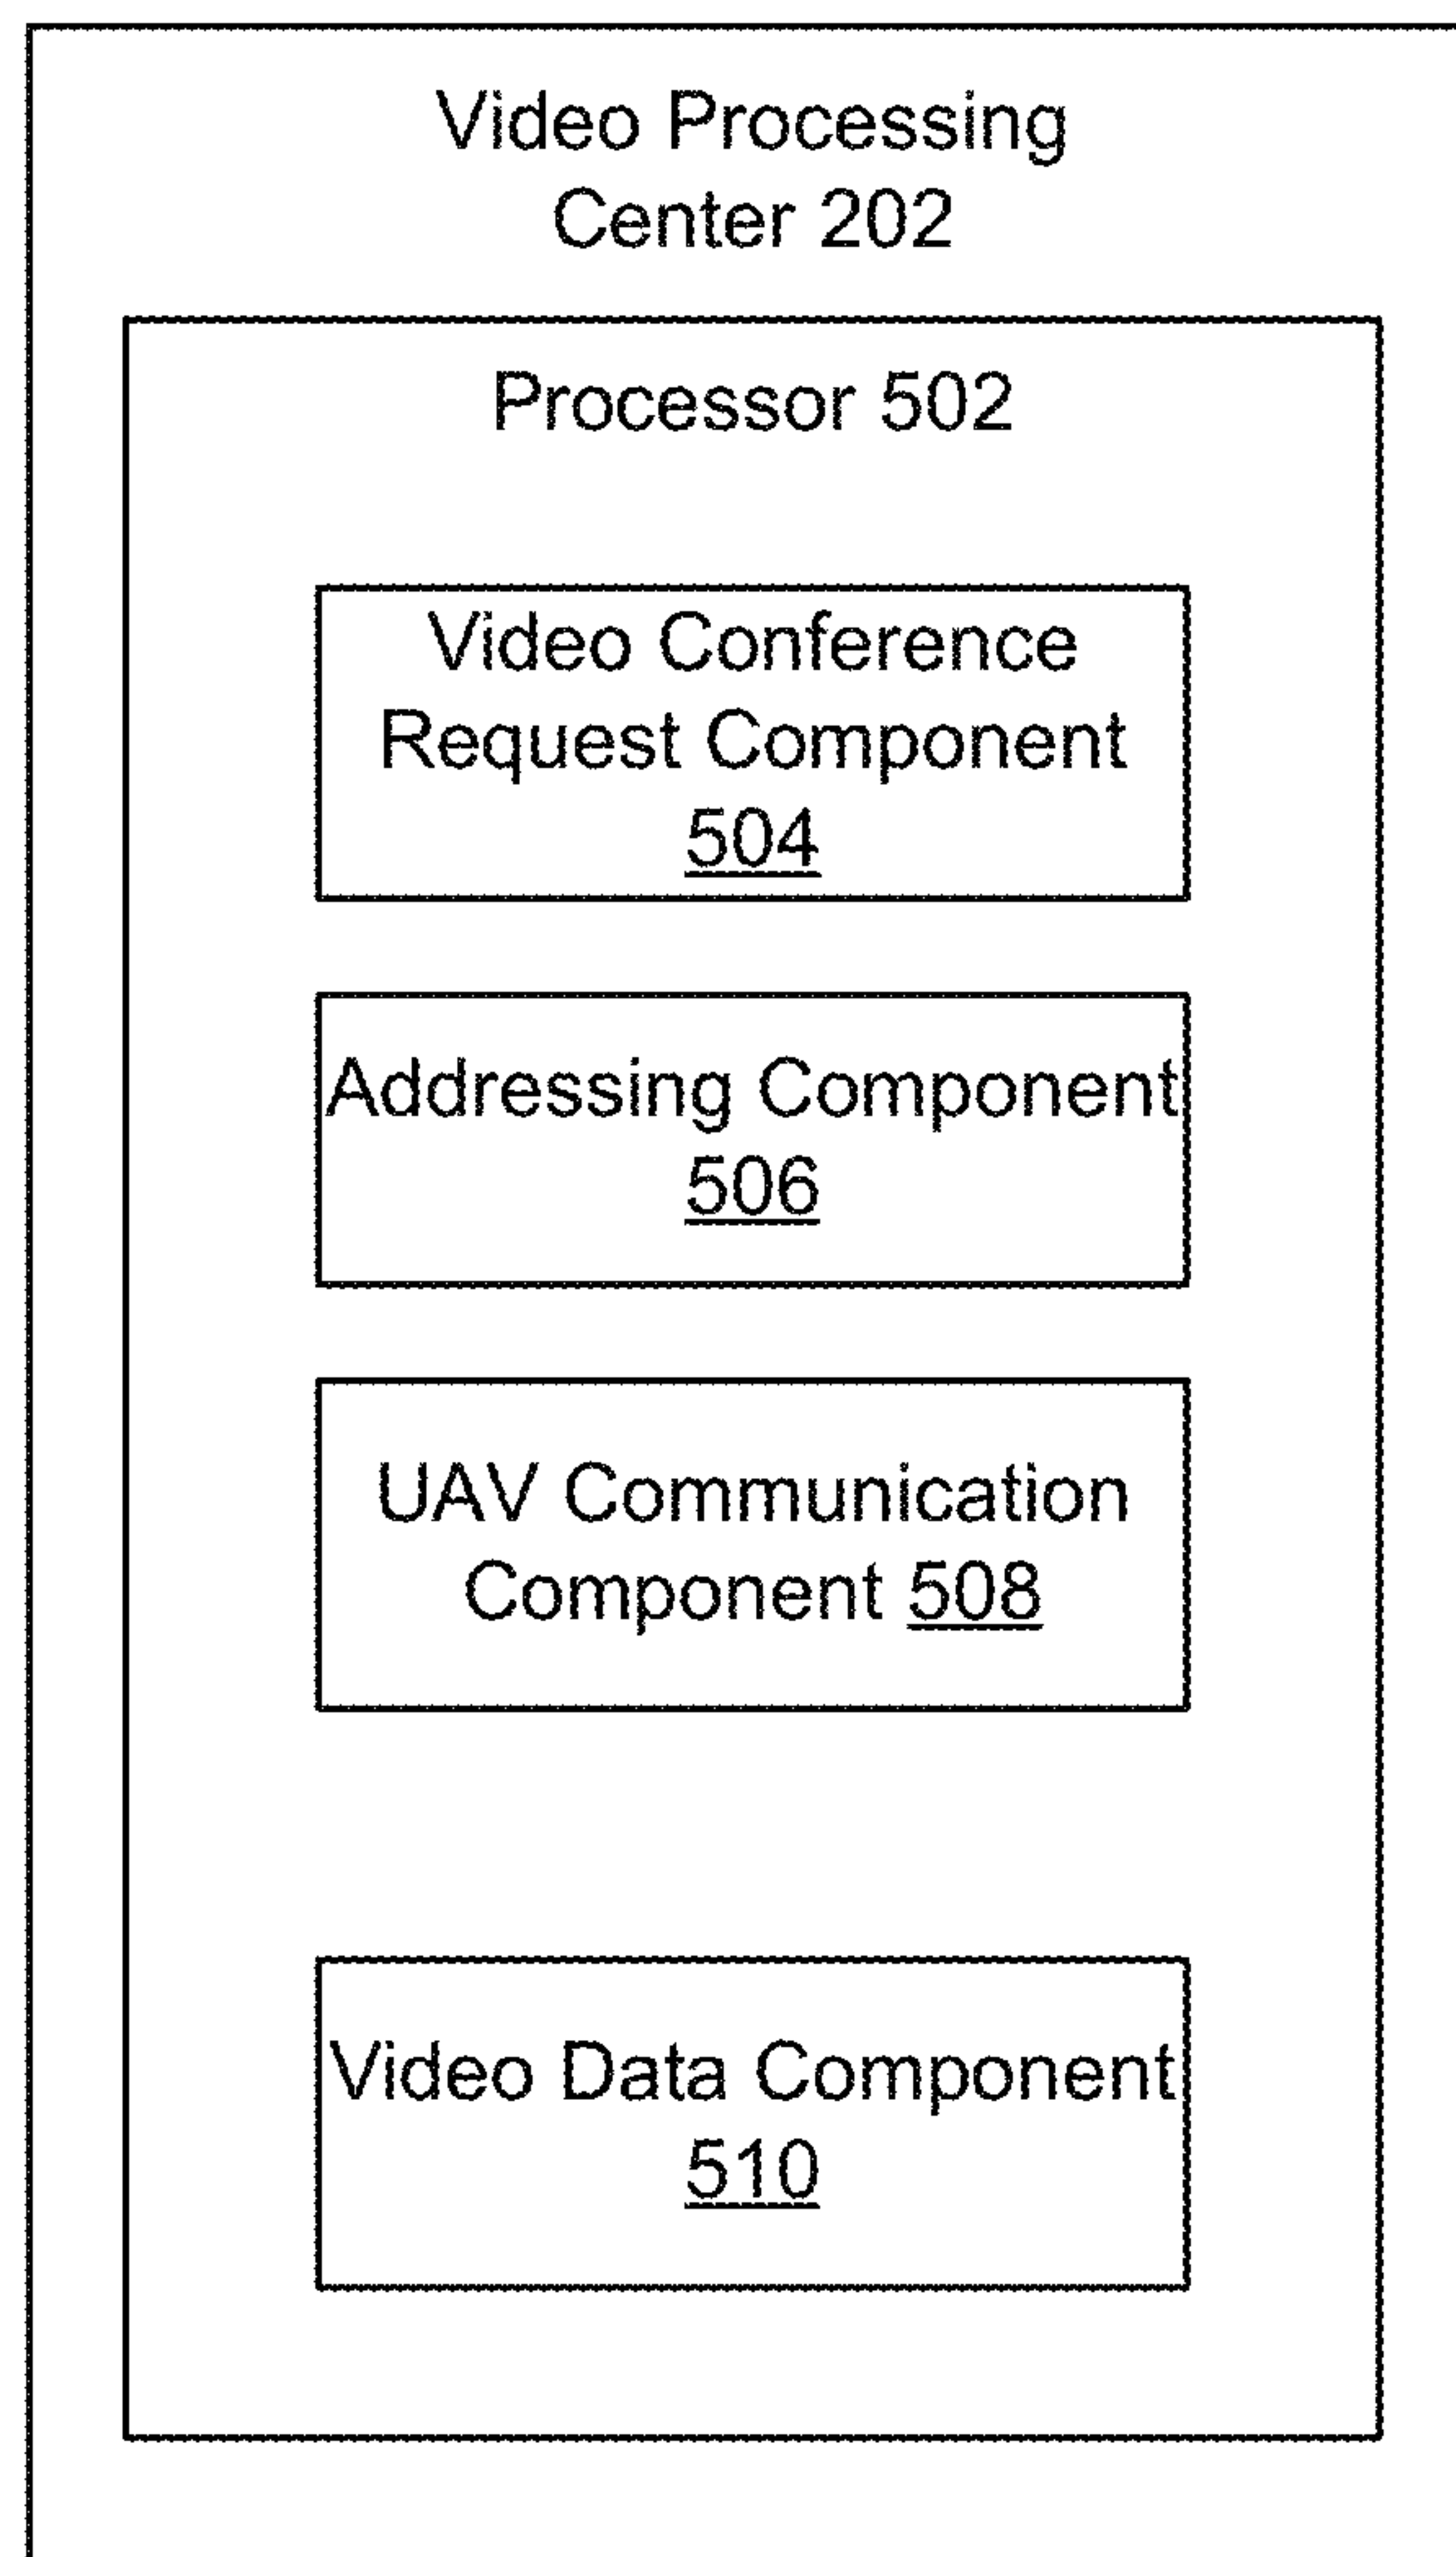 Video Processing
Center 202
Processor 502
Video Conference
Request Component
504
Addressing Component
506
UAV Communication
Component 508
Video Data Component
510